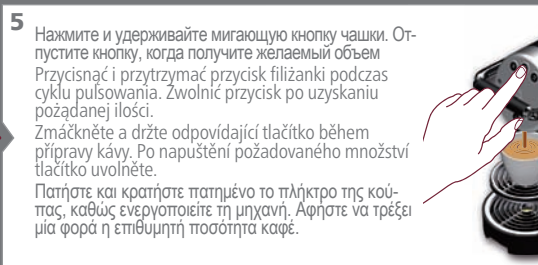 5
Нажмите и удерживайте мигающую кнопку чашки. От-
пустите кнопку, когда получите желаемый объем
Przycisnąć i przytrzymać przycisk filiżanki podczas
cyklu pulsowania. Zwolnić przycisk po uzyskaniu
pożądanej ilości.
Zmáčkněte a držte odpovídající tlačítko během
přípravy kávy. Po napuštění požadovaného množství
tlačítko uvolněte.
Πατήστε και κρατήστε πατημένο το πλήκτρο της κού-
πας, καθώς ενεργοποιείτε τη μηχανή. Αφήστε να τρέξει
μία φορά η επιθυμητή ποσότητα καφέ.